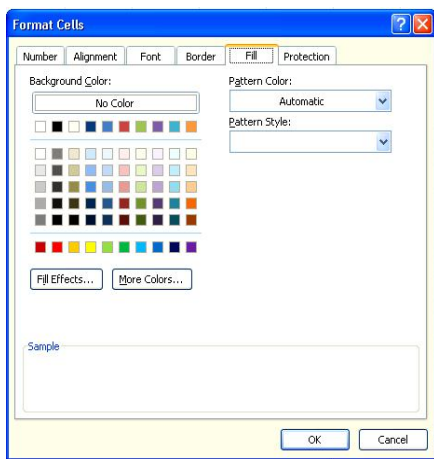 Format Cells
Number Alignment Font Border Fill Protection
Background Color:
No Color
Pattern Color:
Automatic
Pattern Style:
Fill Effects...
More Colors...
Sample
OK
Cancel